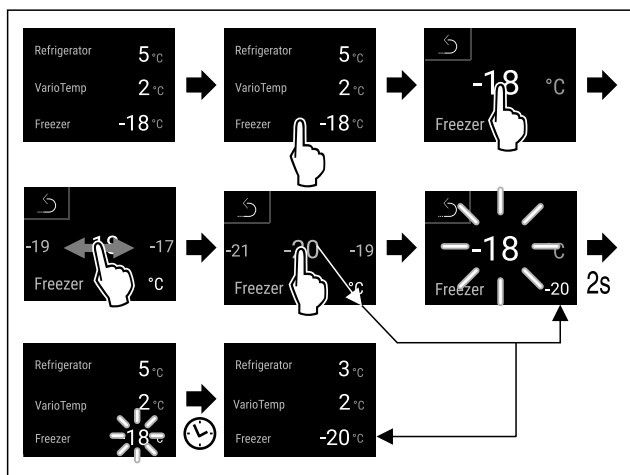 Refrigerator 5 °C
VarioTemp 2 °C
Freezer -18 °C
Refrigerator 5 °C
VarioTemp 2 °C
Freezer -18 °C
-18 °C
Freezer
-19 -17
Freezer °C
-21 -20 -19
Freezer °C
-18 °C
Freezer -20
2s
Refrigerator 5 °C
VarioTemp 2 °C
Freezer -18
Refrigerator 3 °C
VarioTemp 2 °C
Freezer -20 °C